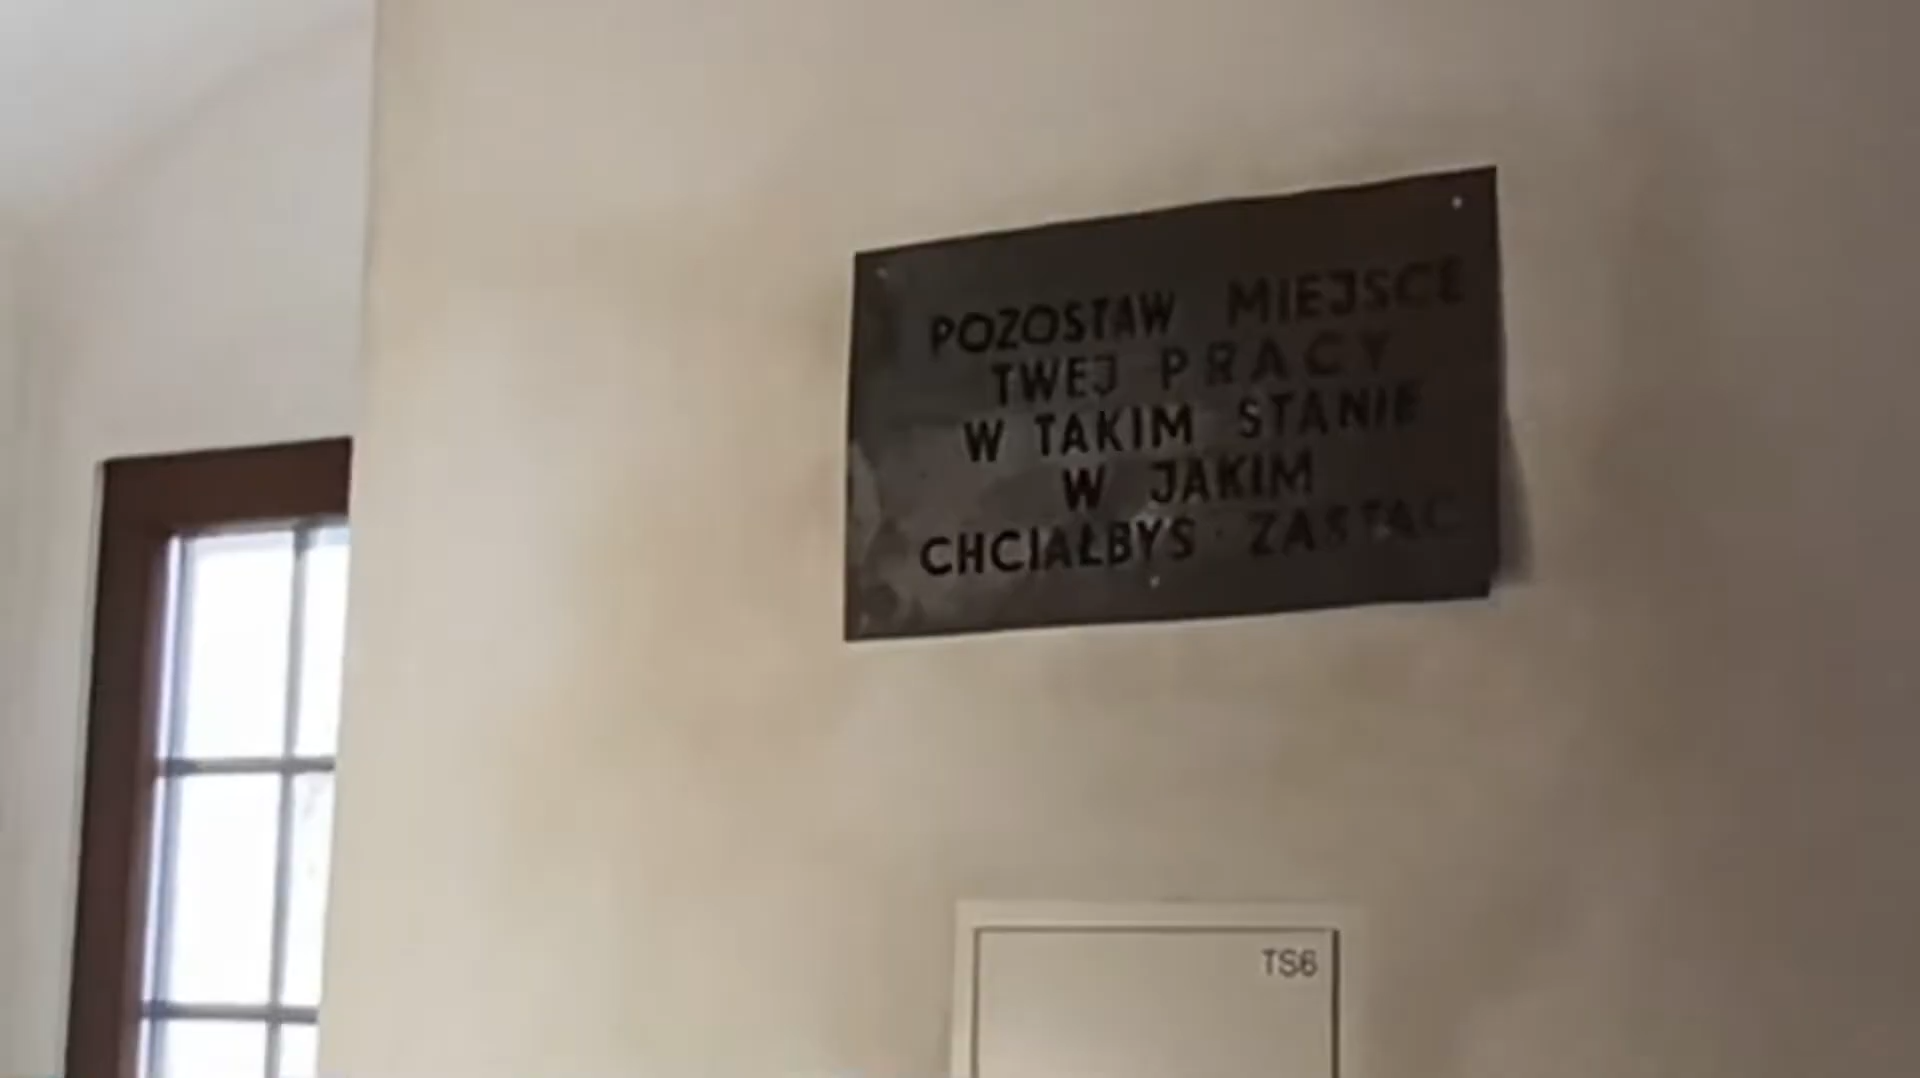 POZOSTAW MIEJSCE
TWEJ PRACY
W TAKIM STANIE
W JAKIM
CHCIAŁBYS ZASTAC
TS6